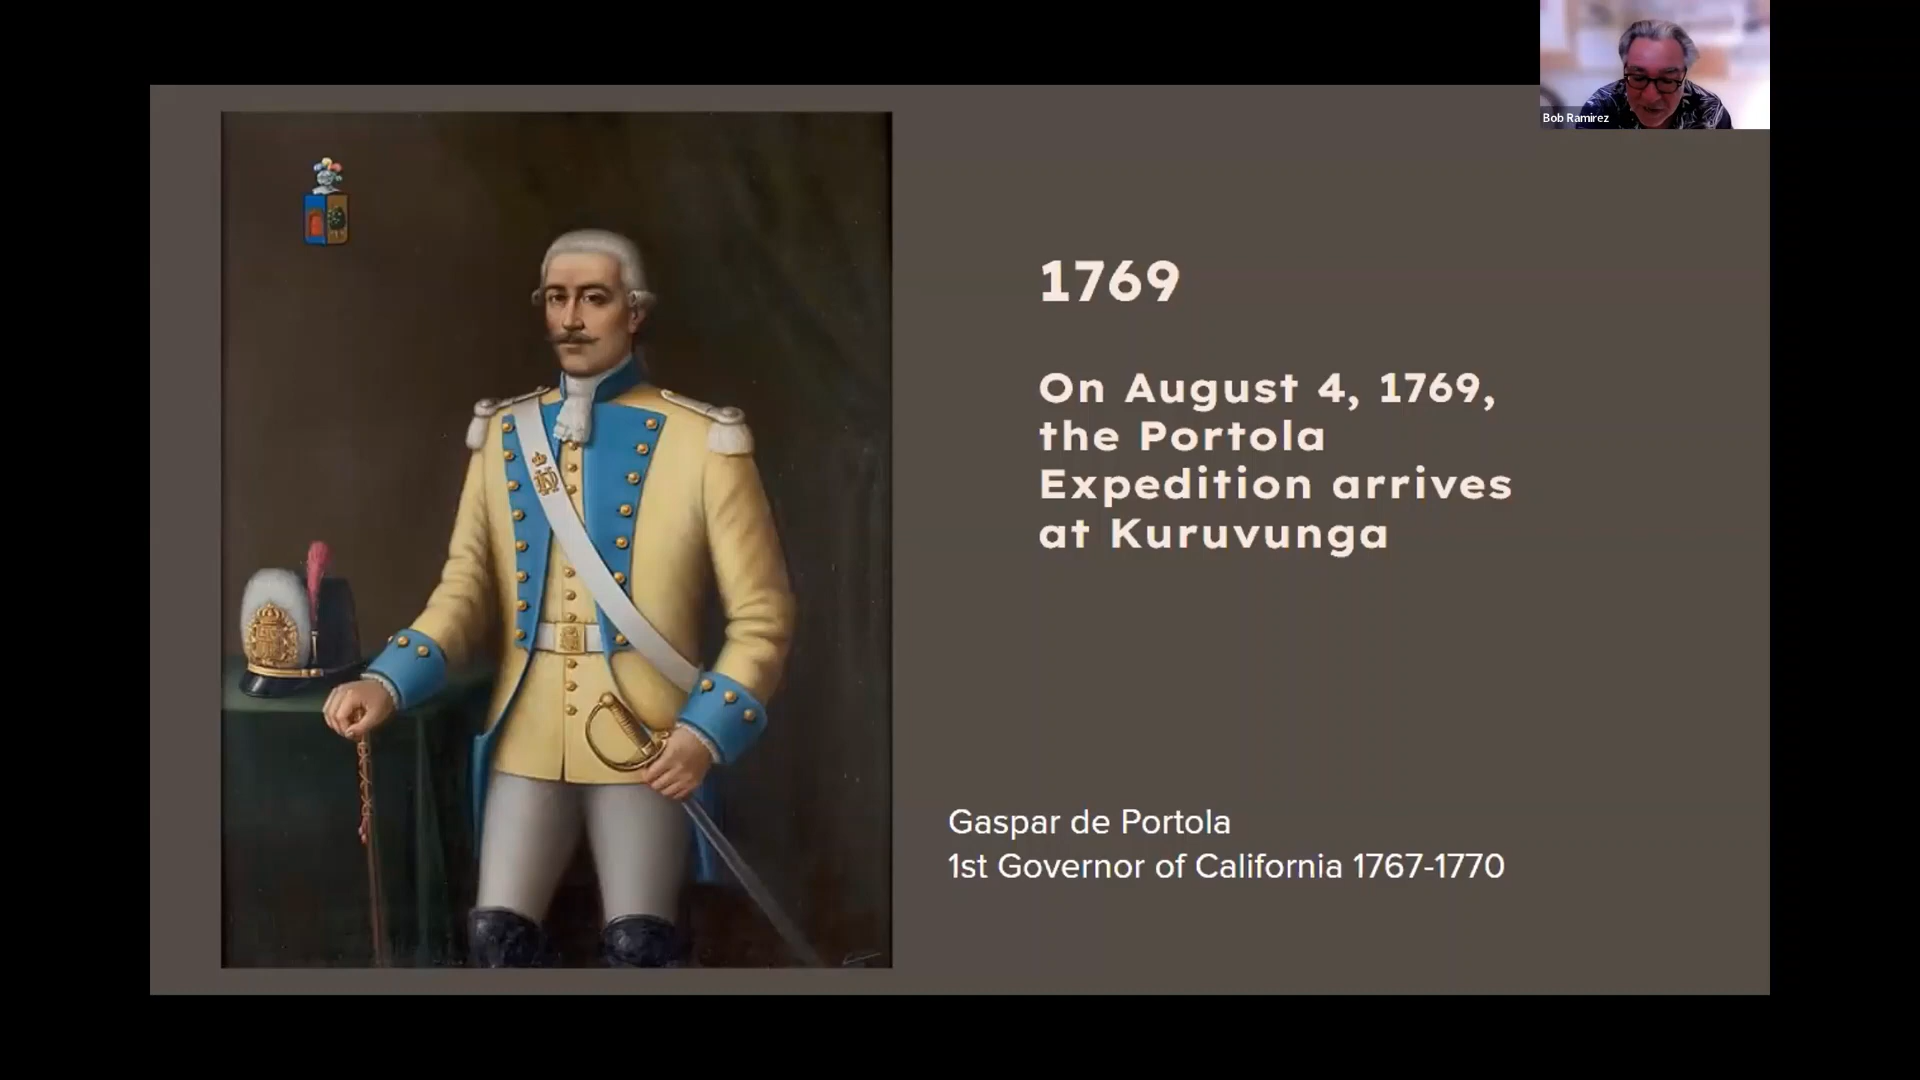 Bob Ramirez
1769
On August 4, 1769,
the Portola
Expedition arrives
at Kuruvunga
Gaspar de Portola
1st Governor of California 1767-1770